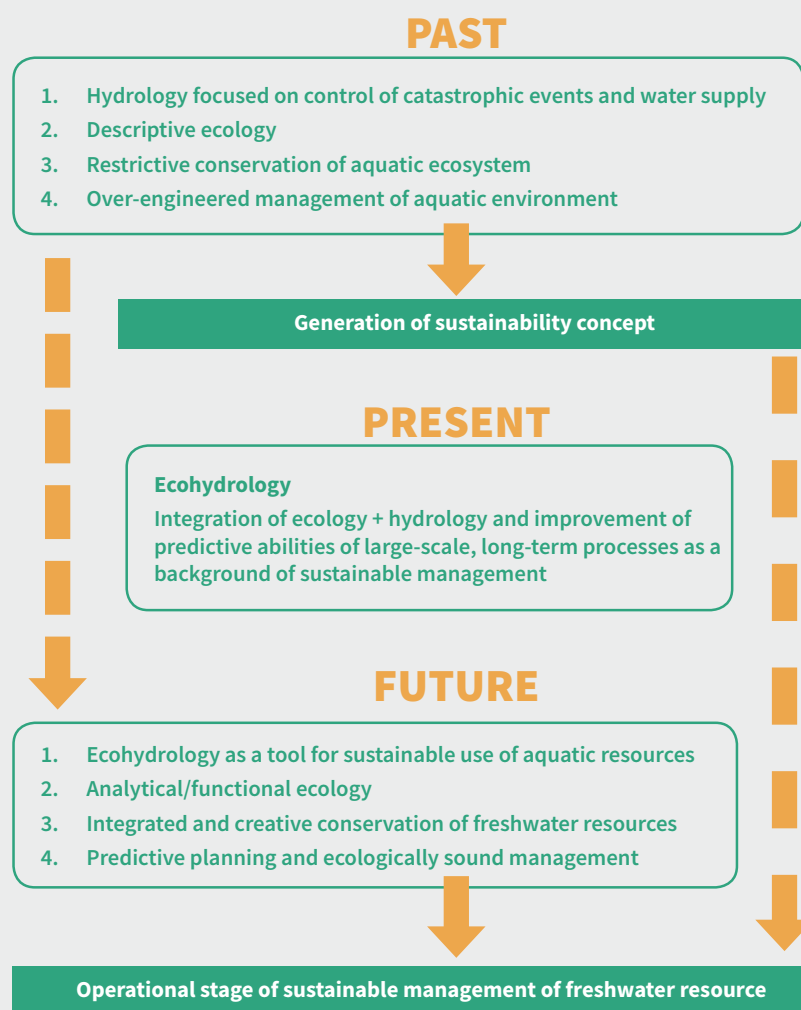 PAST
1. Hydrology focused on control of catastrophic events and water supply
2. Descriptive ecology
3. Restrictive conservation of aquatic ecosystem
4. Over-engineered management of aquatic environment
Generation of sustainability concept
PRESENT
Ecohydrology
Integration of ecology + hydrology and improvement of
predictive abilities of large-scale, long-term processes as a
background of sustainable management
FUTURE
1. Ecohydrology as a tool for sustainable use of aquatic resources
2. Analytical/functional ecology
3. Integrated and creative conservation of freshwater resources
4. Predictive planning and ecologically sound management
Operational stage of sustainable management of freshwater resource